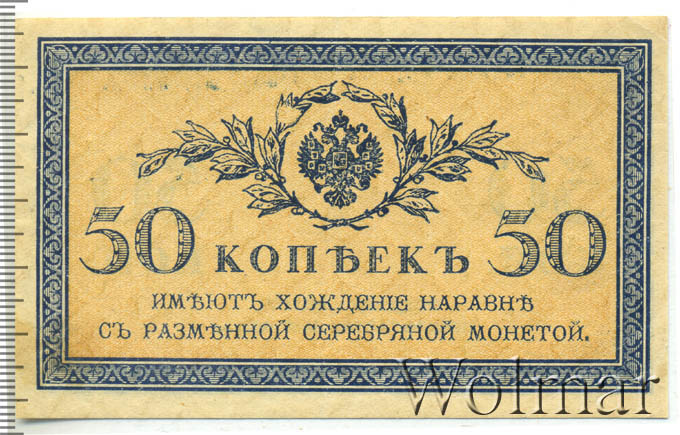 50 КОПѢЕКЪ 50
ИМѢЮТЪ ХОЖДЕНІЕ НАРАВНѢ
СЪ РАЗМѢННОЙ СЕРЕБРЯНОЙ МОНЕТОЙ.
Wolmar